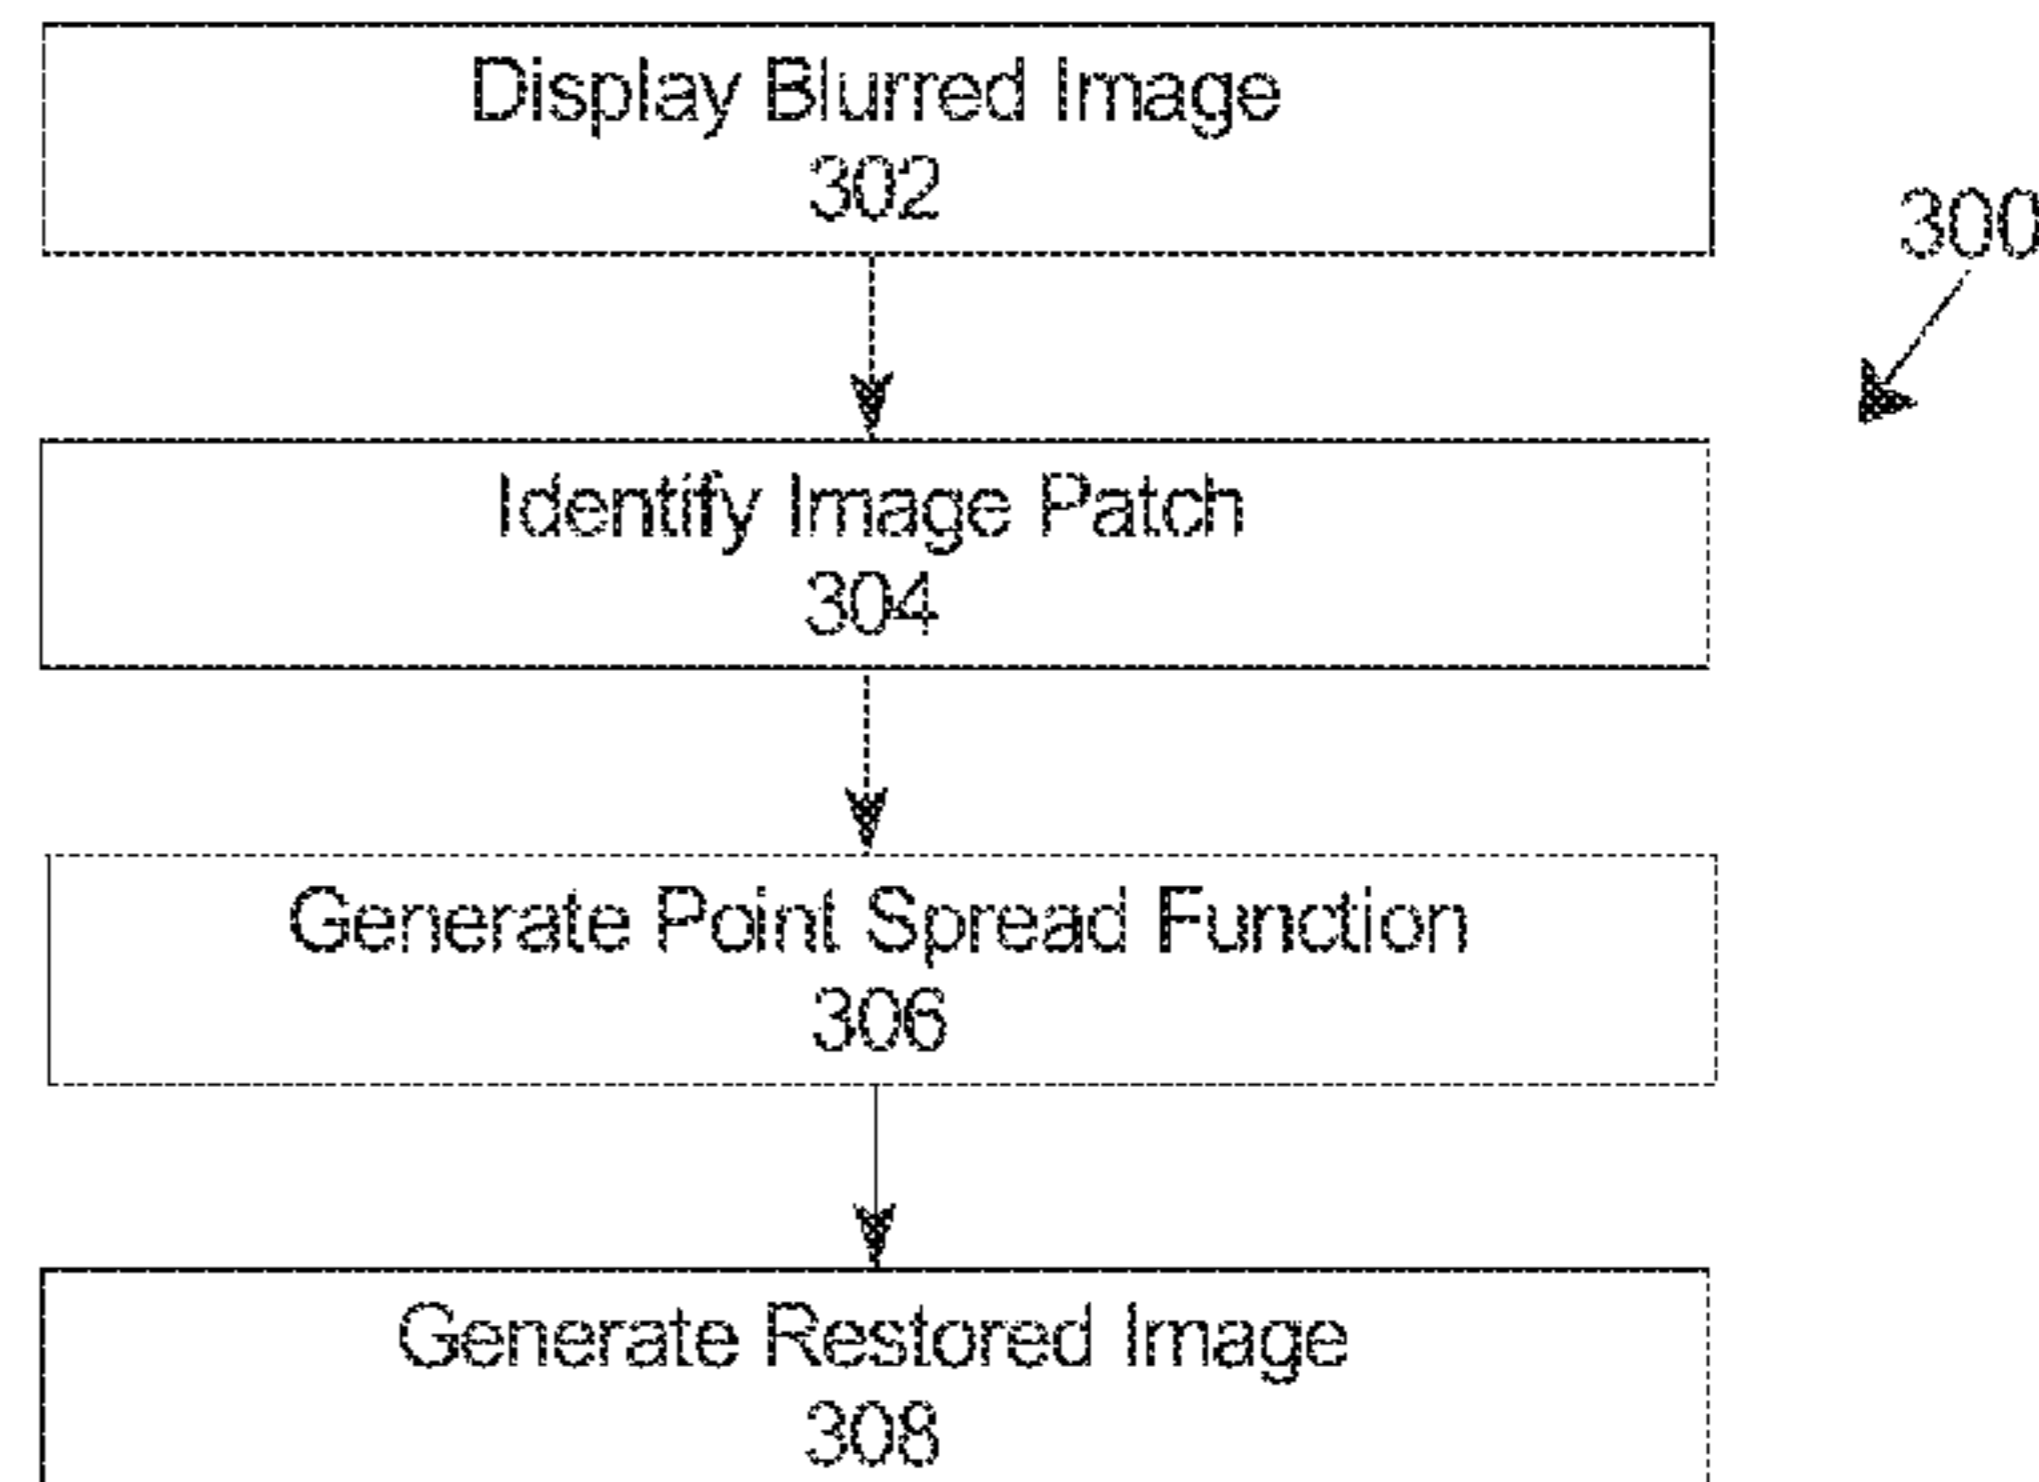 Display Blurred Image
302
300
Identify Image Patch
304
Generate Point Spread Function
306
Generate Restored Image
308